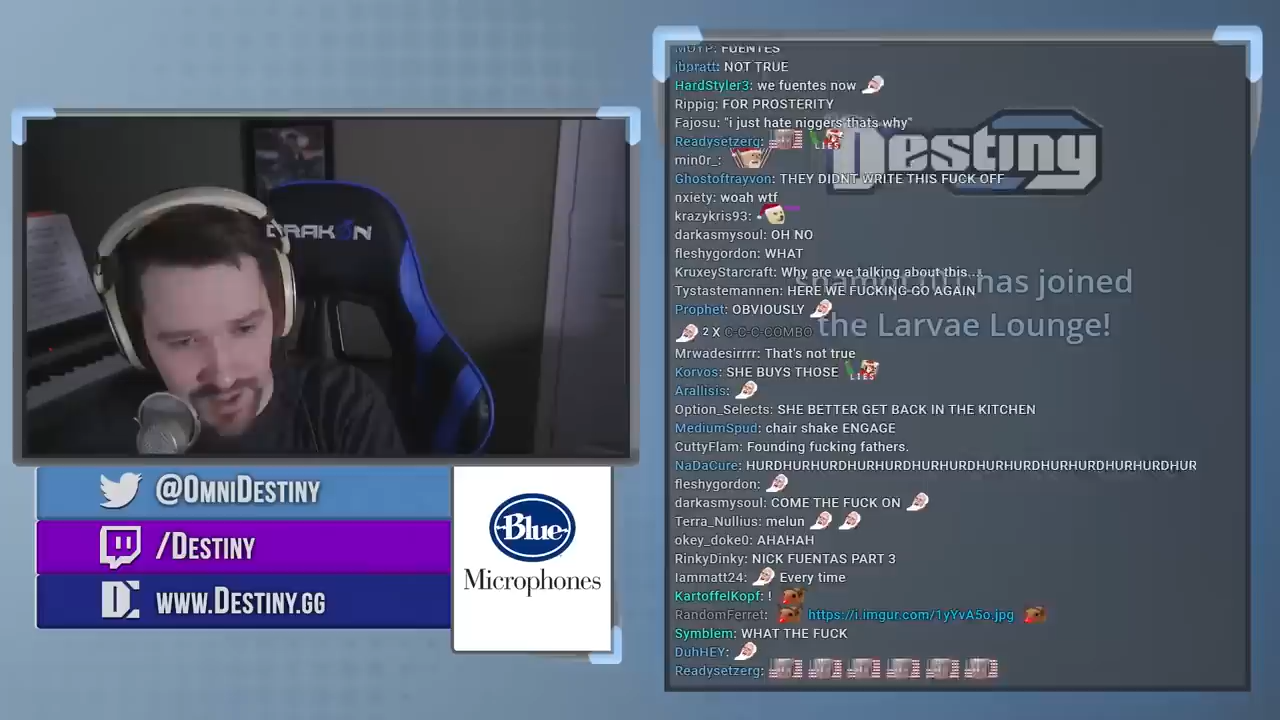 DRAKON
@OmniDestiny
/Destiny
www.Destiny.gg
Blue
Microphones
MOYP: FUENTES
jbpratt: NOT TRUE
HardStyler3: we fuentes now
Rippig: FOR PROSTERITY
Fajosu: "i just hate niggers thats why"
Readysetzerg: LIES
min0r_:
Ghostoftrayvon: THEY DIDNT WRITE THIS FUCK OFF
nxiety: woah wtf
krazykris93:
darkasmysoul: OH NO
fleshygordon: WHAT
KruxeyStarcraft: Why are we talking about this...
Tystastemannen: HERE WE FUCKING GO AGAIN
Prophet: OBVIOUSLY
2 X C-C-C-COMBO
Mrwadesirrrr: That's not true
Korvos: SHE BUYS THOSE LIES
Arallisis:
Option_Selects: SHE BETTER GET BACK IN THE KITCHEN
MediumSpud: chair shake ENGAGE
CuttyFlam: Founding fucking fathers.
NaDaCure: HURDHURHURDHURHURDHURHURDHURHURDHURHURDHURHURDHUR
fleshygordon:
darkasmysoul: COME THE FUCK ON
Terra_Nullius: melun
okey_doke0: AHAHAH
RinkyDinky: NICK FUENTAS PART 3
Iammatt24: Every time
KartoffelKopf: !
RandomFerret: https://i.imgur.com/1yYvA5o.jpg
Symblem: WHAT THE FUCK
DuhHEY:
Readysetzerg:
Destiny
has joined
the Larvae Lounge!